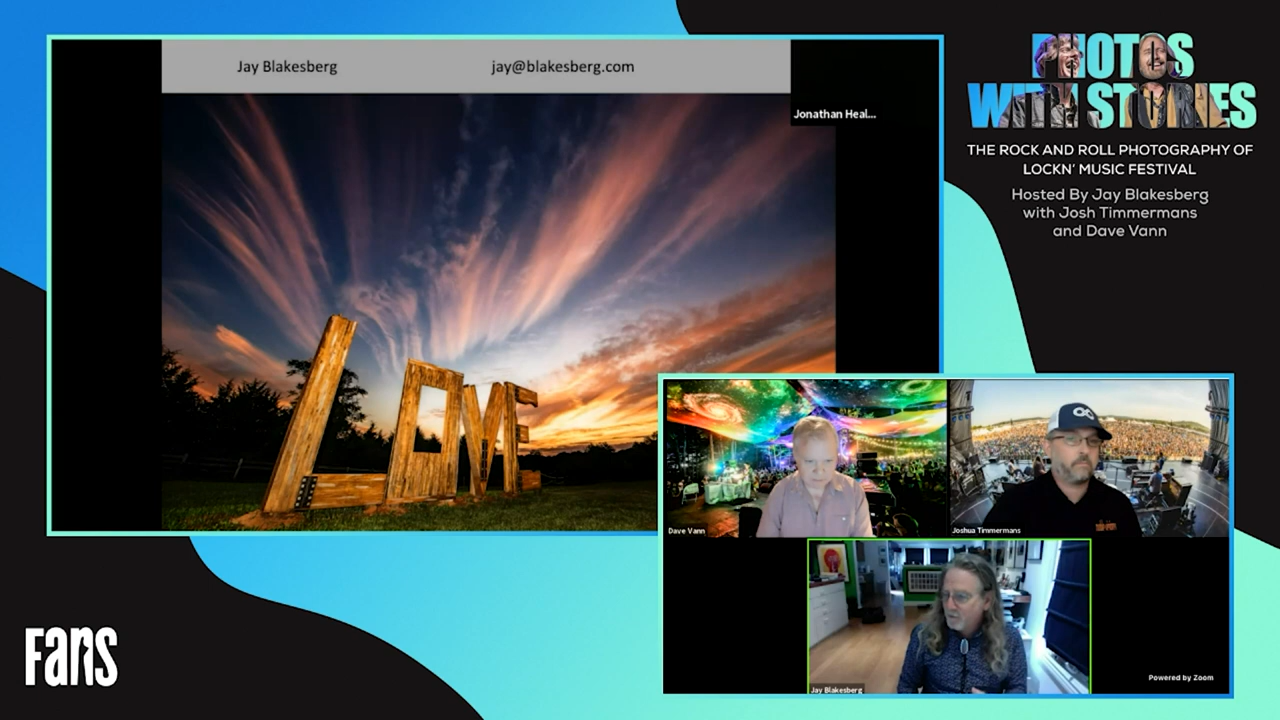 Jay Blakesberg
jay@blakesberg.com
Jonathan Heal...
LOVE
PHOTOS
WITH STORIES
THE ROCK AND ROLL PHOTOGRAPHY OF
LOCKN' MUSIC FESTIVAL
Hosted By Jay Blakesberg
with Josh Timmermans
and Dave Vann
Dave Vann
Joshua Timmermans
Jay Blakesberg
Powered by Zoom
Fans